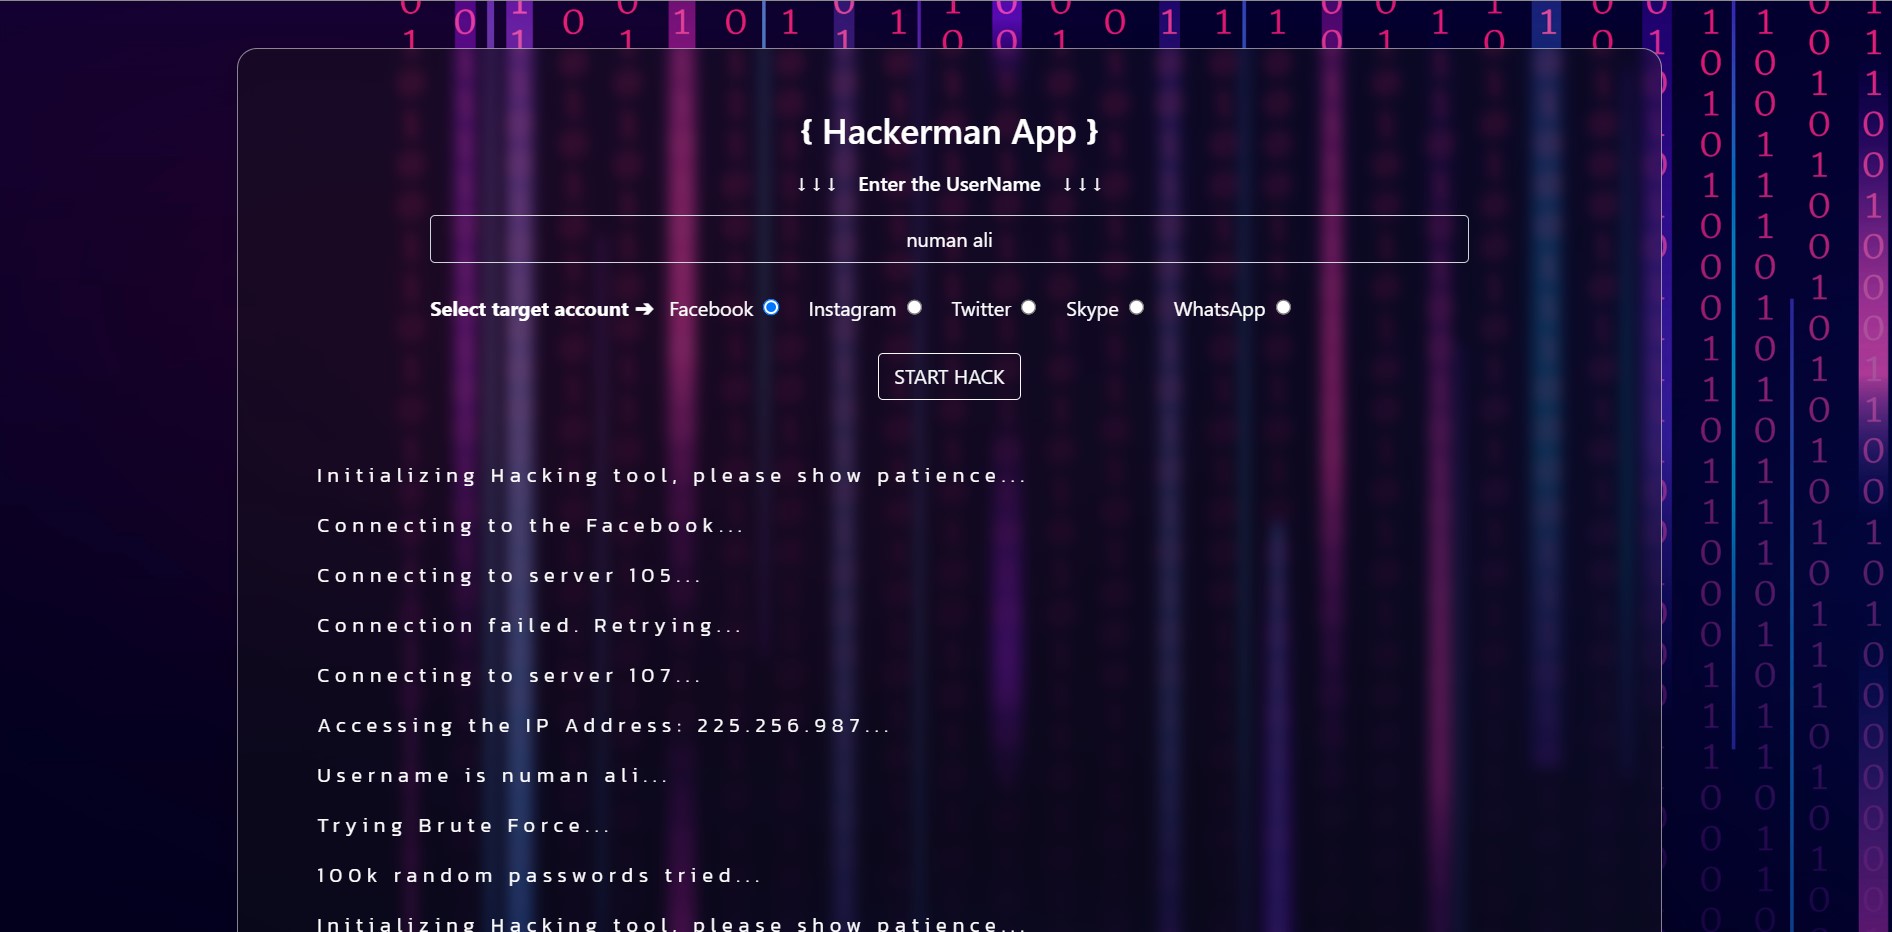 { Hackerman App }
↓↓↓ Enter the UserName ↓↓↓
numan ali
Select target account ➔ Facebook Instagram Twitter Skype WhatsApp
START HACK
Initializing Hacking tool, please show patience...
Connecting to the Facebook...
Connecting to server 105...
Connection failed. Retrying...
Connecting to server 107...
Accessing the IP Address: 225.256.987...
Username is numan ali...
Trying Brute Force...
100k random passwords tried...
Initializing Hacking tool, please show patience...